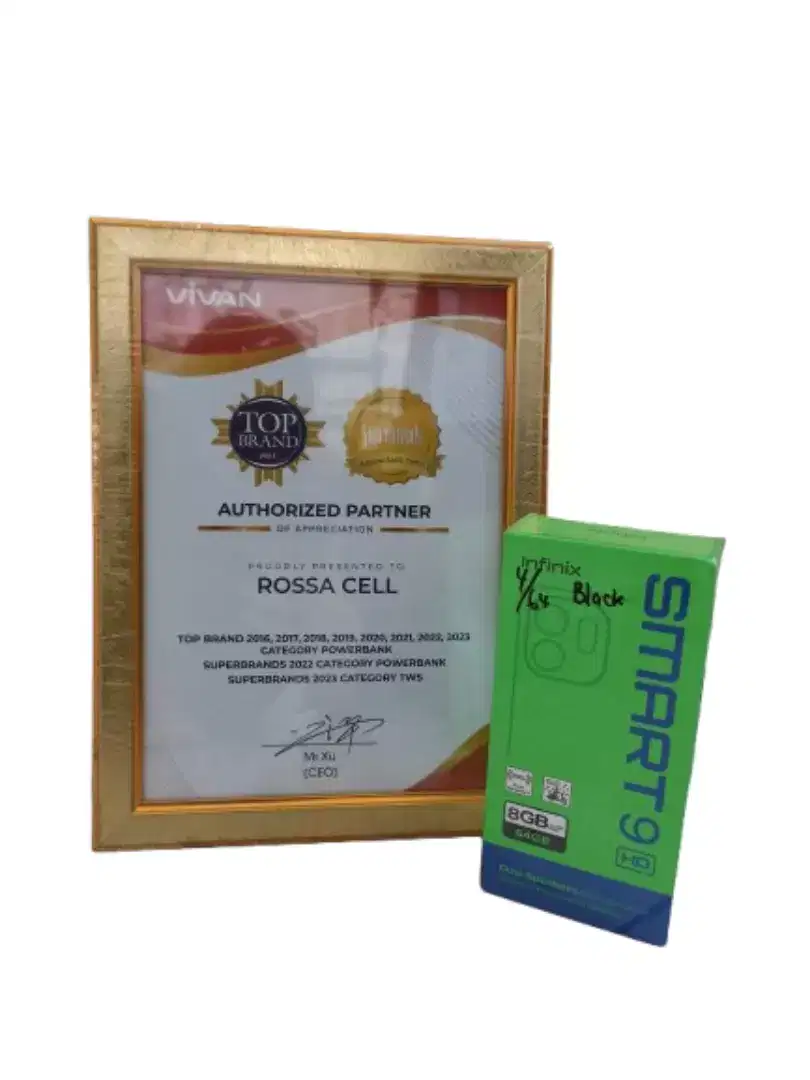 VIVAN
TOP
BRAND
AUTHORIZED PARTNER
OF APPRECIATION
PROUDLY PRESENTED TO
ROSSA CELL
TOP BRAND 2016, 2017, 2018, 2019, 2020, 2021, 2022, 2023
CATEGORY POWERBANK
SUPERBRANDS 2022 CATEGORY POWERBANK
SUPERBRANDS 2023 CATEGORY TWS
Mr Xu
(CEO)
Infinix
4/64 Black
SMART 9
HD
8GB
64GB
Dual Speakers